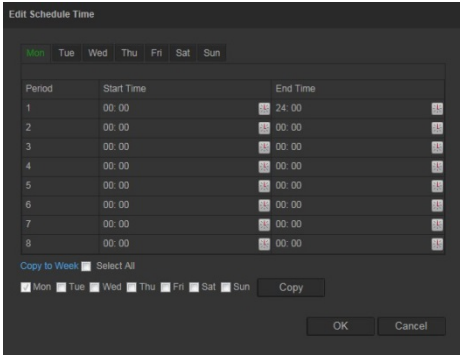 Edit Schedule Time
Mon Tue Wed Thu Fri Sat Sun
Period Start Time End Time
1 00: 00 24: 00
2 00: 00 00: 00
3 00: 00 00: 00
4 00: 00 00: 00
5 00: 00 00: 00
6 00: 00 00: 00
7 00: 00 00: 00
8 00: 00 00: 00
Copy to Week Select All
Mon Tue Wed Thu Fri Sat Sun Copy
OK Cancel